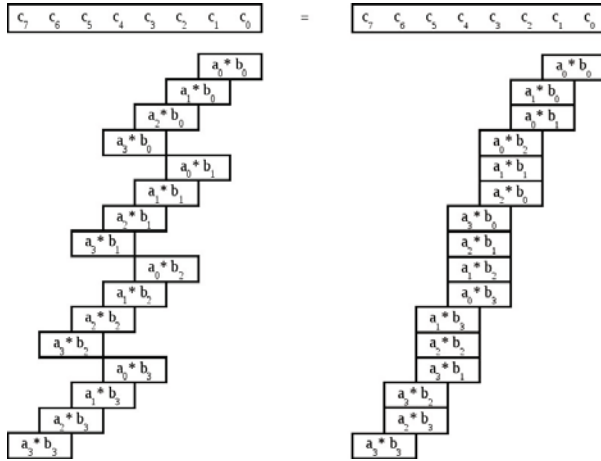 c₇ c₆ c₅ c₄ c₃ c₂ c₁ c₀ = c₇ c₆ c₅ c₄ c₃ c₂ c₁ c₀
a₀* b₀
a₁* b₀
a₂* b₀
a₃* b₀
a₀* b₁
a₁* b₁
a₂* b₁
a₃* b₁
a₀* b₂
a₁* b₂
a₂* b₂
a₃* b₂
a₀* b₃
a₁* b₃
a₂* b₃
a₃* b₃
a₀* b₀
a₁* b₀
a₀* b₁
a₀* b₂
a₁* b₁
a₂* b₀
a₃* b₀
a₂* b₁
a₁* b₂
a₀* b₃
a₁* b₃
a₂* b₂
a₃* b₁
a₃* b₂
a₂* b₃
a₃* b₃